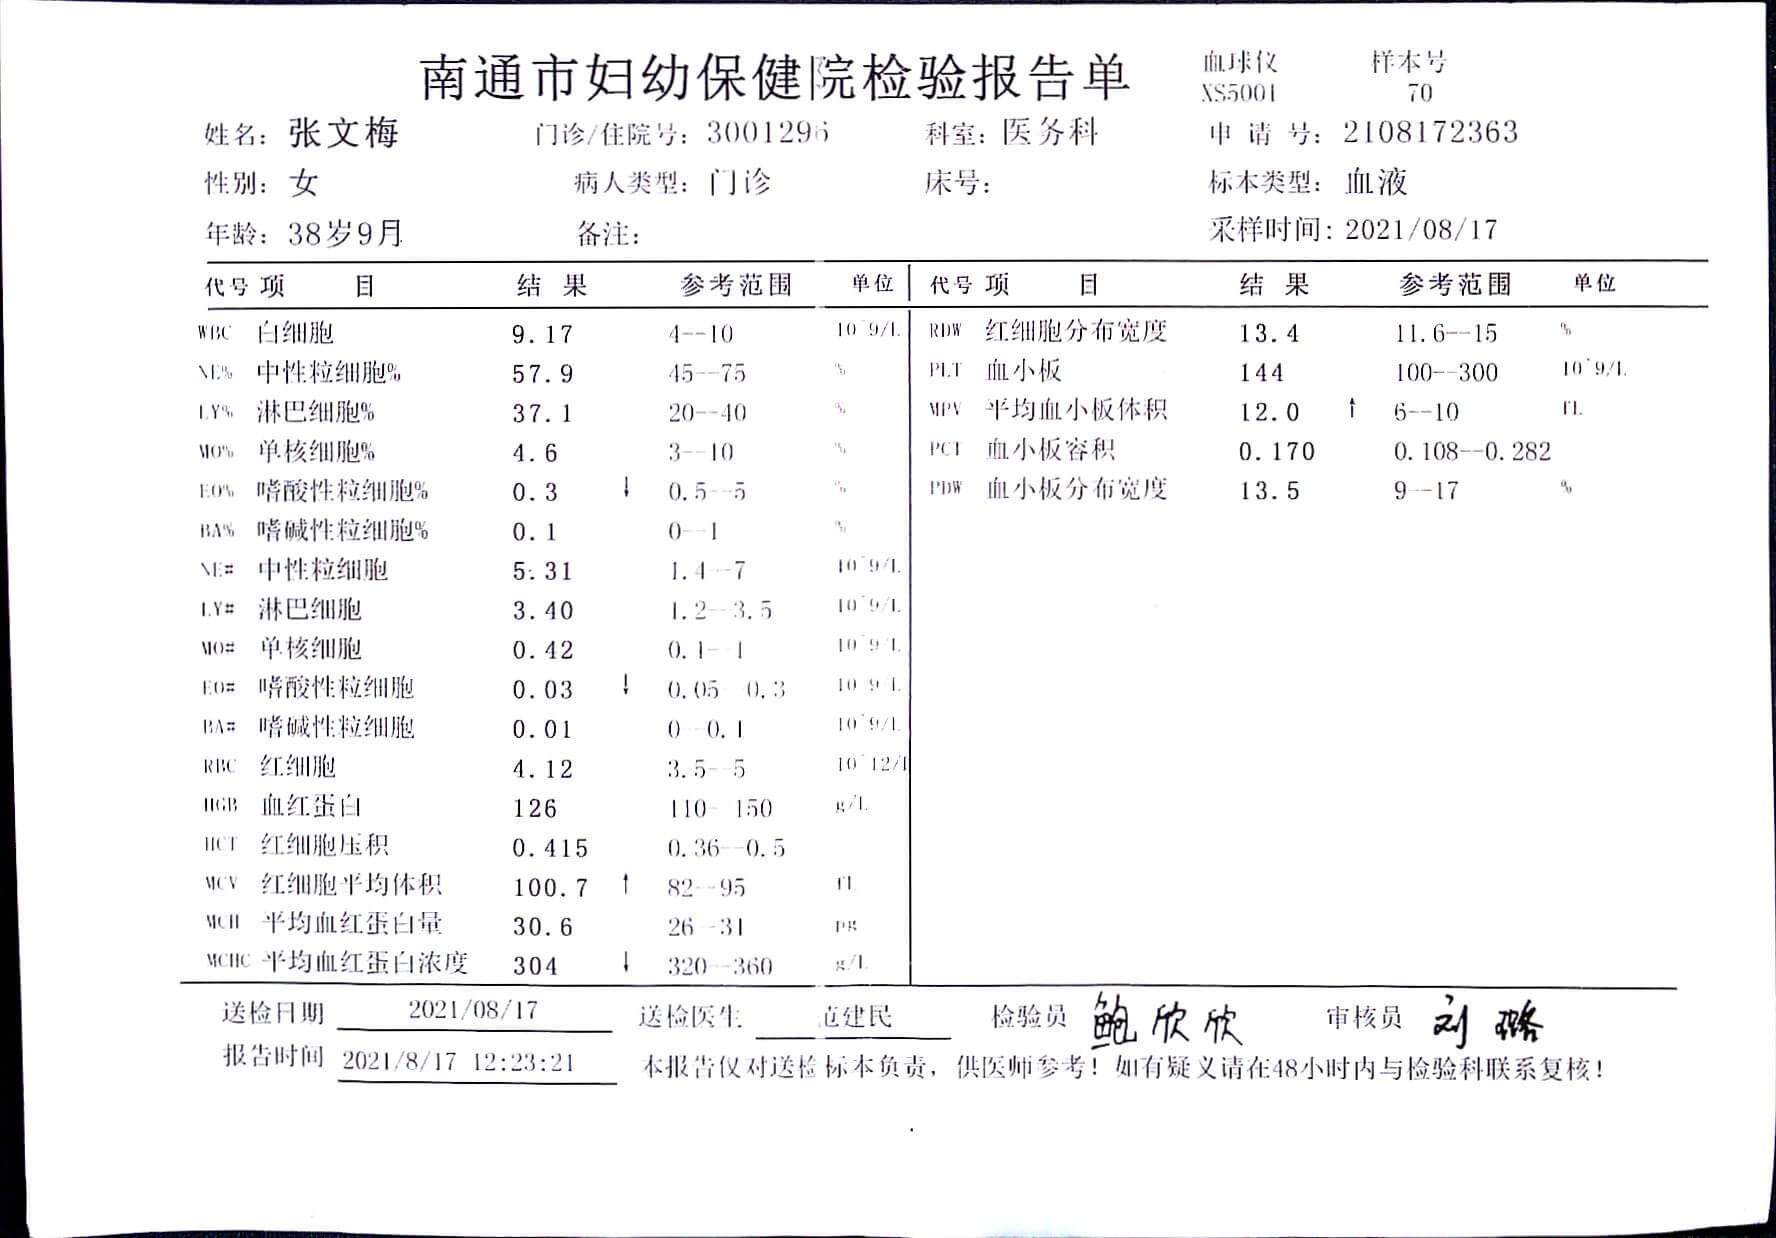 南通市妇幼保健院检验报告单
血球仪 样本号
XS5001 70
姓名：张文梅 门诊/住院号：3001296 科室：医务科 申 请 号：2108172363
性别：女 病人类型：门诊 床号： 标本类型：血液
年龄：38岁9月 备注： 采样时间：2021/08/17
代号 项 目 结 果 参考范围 单位 代号 项 目 结 果 参考范围 单位
WBC 白细胞 9.17 4--10 10^9/L RDW 红细胞分布宽度 13.4 11.6--15 %
NE% 中性粒细胞% 57.9 45--75 % PLT 血小板 144 100--300 10^9/L
LY% 淋巴细胞% 37.1 20--40 % MPV 平均血小板体积 12.0 ↑ 6--10 fL
MO% 单核细胞% 4.6 3--10 % PCT 血小板容积 0.170 0.108--0.282
EO% 嗜酸性粒细胞% 0.3 ↓ 0.5--5 % PDW 血小板分布宽度 13.5 9--17 %
BA% 嗜碱性粒细胞% 0.1 0--1 %
NE# 中性粒细胞 5.31 1.4--7 10^9/L
LY# 淋巴细胞 3.40 1.2--3.5 10^9/L
MO# 单核细胞 0.42 0.1--1 10^9/L
EO# 嗜酸性粒细胞 0.03 ↓ 0.05--0.3 10^9/L
BA# 嗜碱性粒细胞 0.01 0--0.1 10^9/L
RBC 红细胞 4.12 3.5--5 10^12/L
HGB 血红蛋白 126 110--150 g/L
HCT 红细胞压积 0.415 0.36--0.5
MCV 红细胞平均体积 100.7 ↑ 82--95 fL
MCH 平均血红蛋白量 30.6 26--31 pg
MCHC 平均血红蛋白浓度 304 ↓ 320--360 g/L
送检日期 2021/08/17 送检医生 范建民 检验员 鲍欣欣 审核员 刘璐
报告时间 2021/8/17 12:23:21 本报告仅对送检标本负责，供医师参考！如有疑义请在48小时内与检验科联系复核！